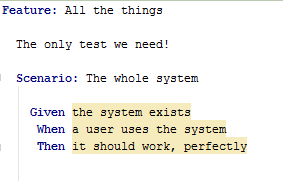 Feature: All the things
The only test we need!
Scenario: The whole system
Given the system exists
When a user uses the system
Then it should work, perfectly